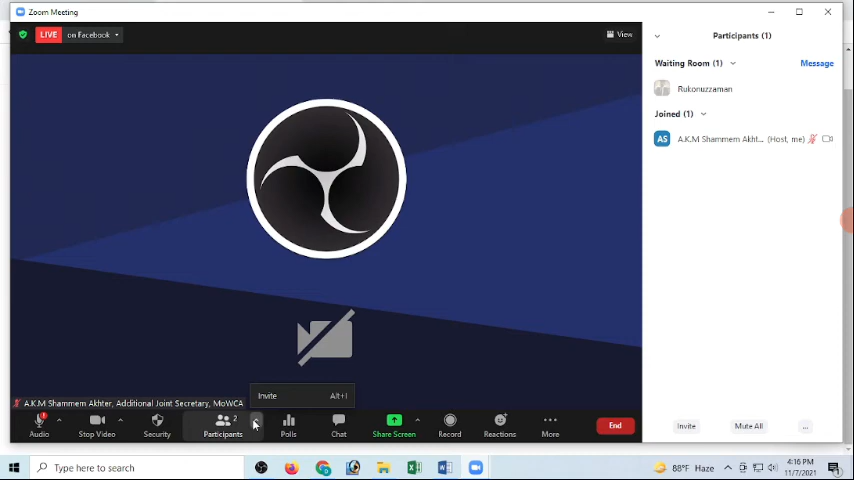 Zoom Meeting
LIVE on Facebook
View
Participants (1)
Waiting Room (1) Message
Rukonuzzaman
Joined (1)
AS A.K.M Shammem Akht... (Host, me)
Invite Alt+I
A.K.M Shammem Akhter, Additional Joint Secretary, MoWCA
2
Audio Stop Video Security Participants Polls Chat Share Screen Record Reactions More End
Invite Mute All ...
Type here to search
88°F Haze
4:16 PM
11/7/2021